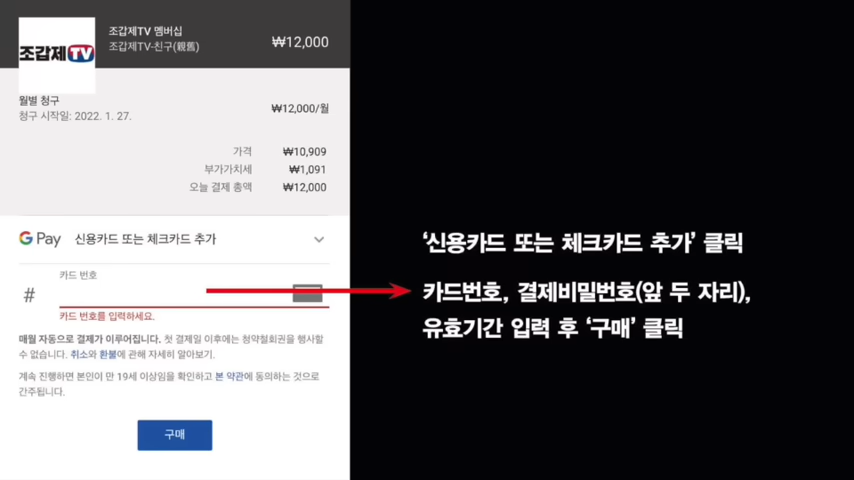 조갑제TV
조갑제TV 멤버십
조갑제TV-친구(親舊)
₩12,000
월별 청구
청구 시작일: 2022. 1. 27.
₩12,000/월
가격 ₩10,909
부가가치세 ₩1,091
오늘 결제 총액 ₩12,000
G Pay 신용카드 또는 체크카드 추가
카드 번호
#
카드 번호를 입력하세요.
매월 자동으로 결제가 이루어집니다. 첫 결제일 이후에는 청약철회권을 행사할
수 없습니다. 취소와 환불에 관해 자세히 알아보기.
계속 진행하면 본인이 만 19세 이상임을 확인하고 본 약관에 동의하는 것으로
간주됩니다.
구매
‘신용카드 또는 체크카드 추가’ 클릭
카드번호, 결제비밀번호(앞 두 자리),
유효기간 입력 후 ‘구매’ 클릭